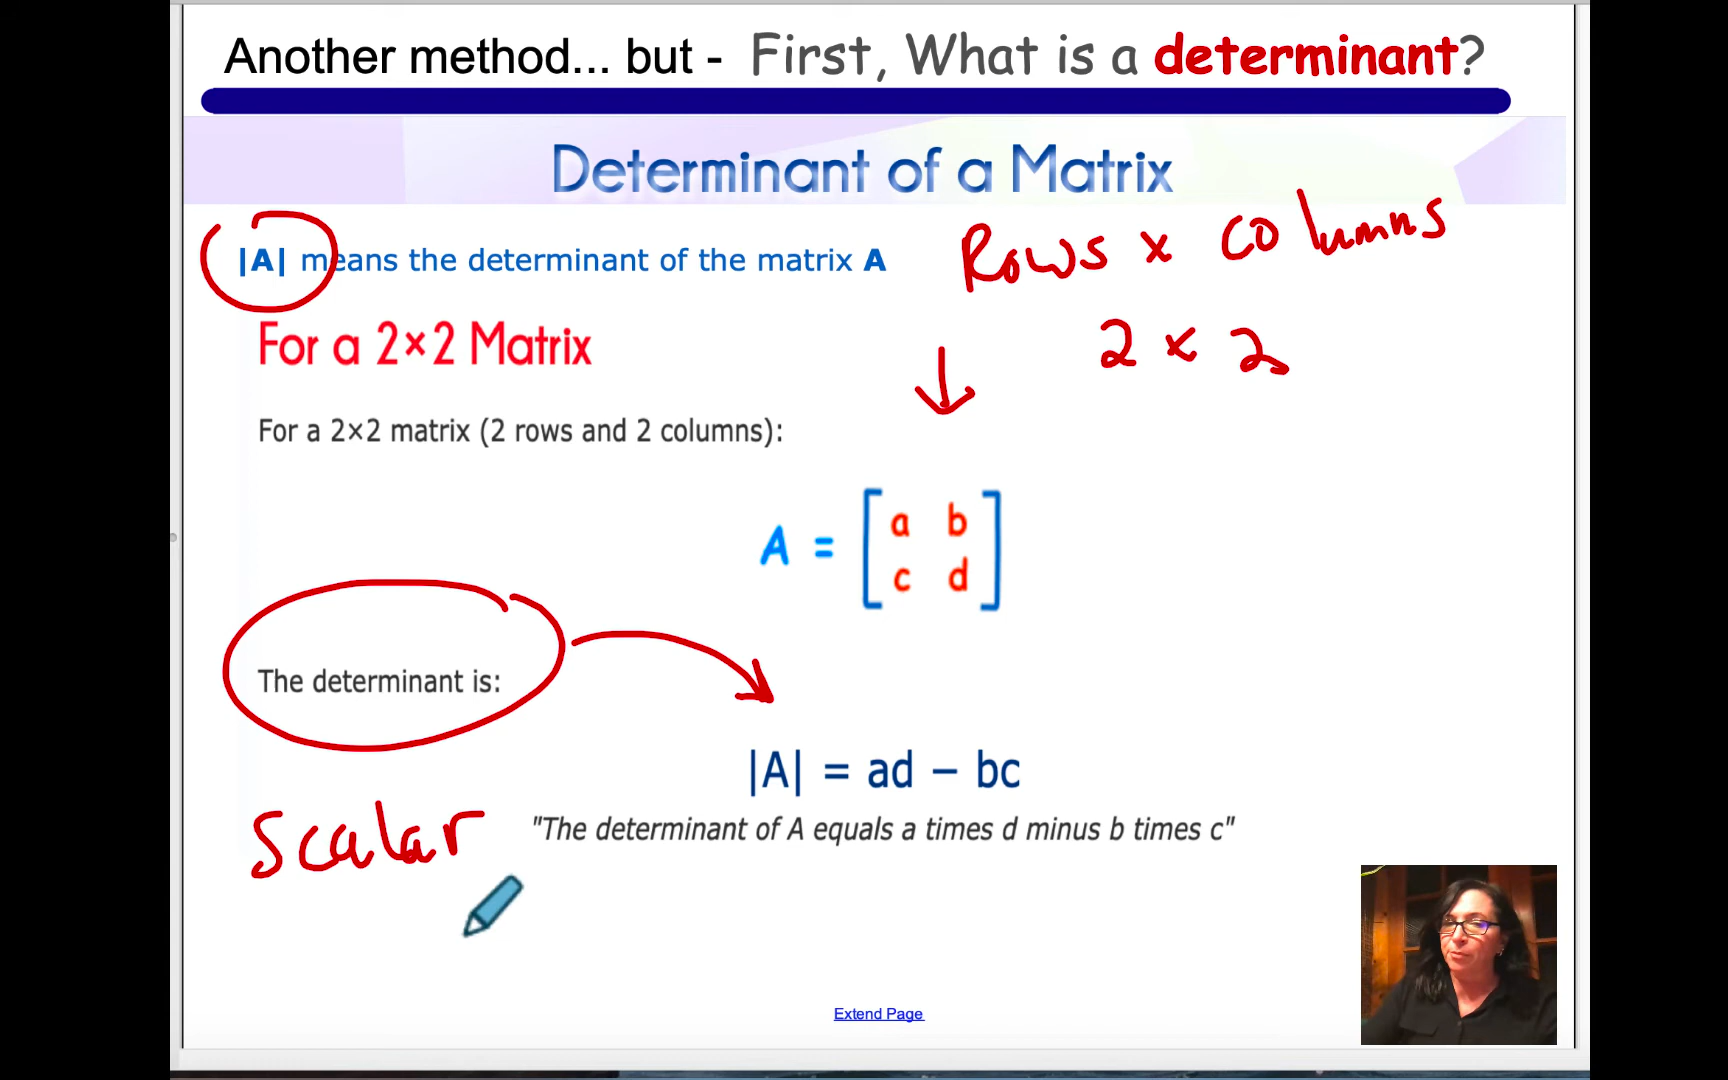 Another method... but - First, What is a determinant?
Determinant of a Matrix
|A| means the determinant of the matrix A
Rows x columns
For a 2×2 Matrix
2 x 2
For a 2×2 matrix (2 rows and 2 columns):
A = [ a b
c d ]
The determinant is:
|A| = ad − bc
Scalar
"The determinant of A equals a times d minus b times c"
Extend Page